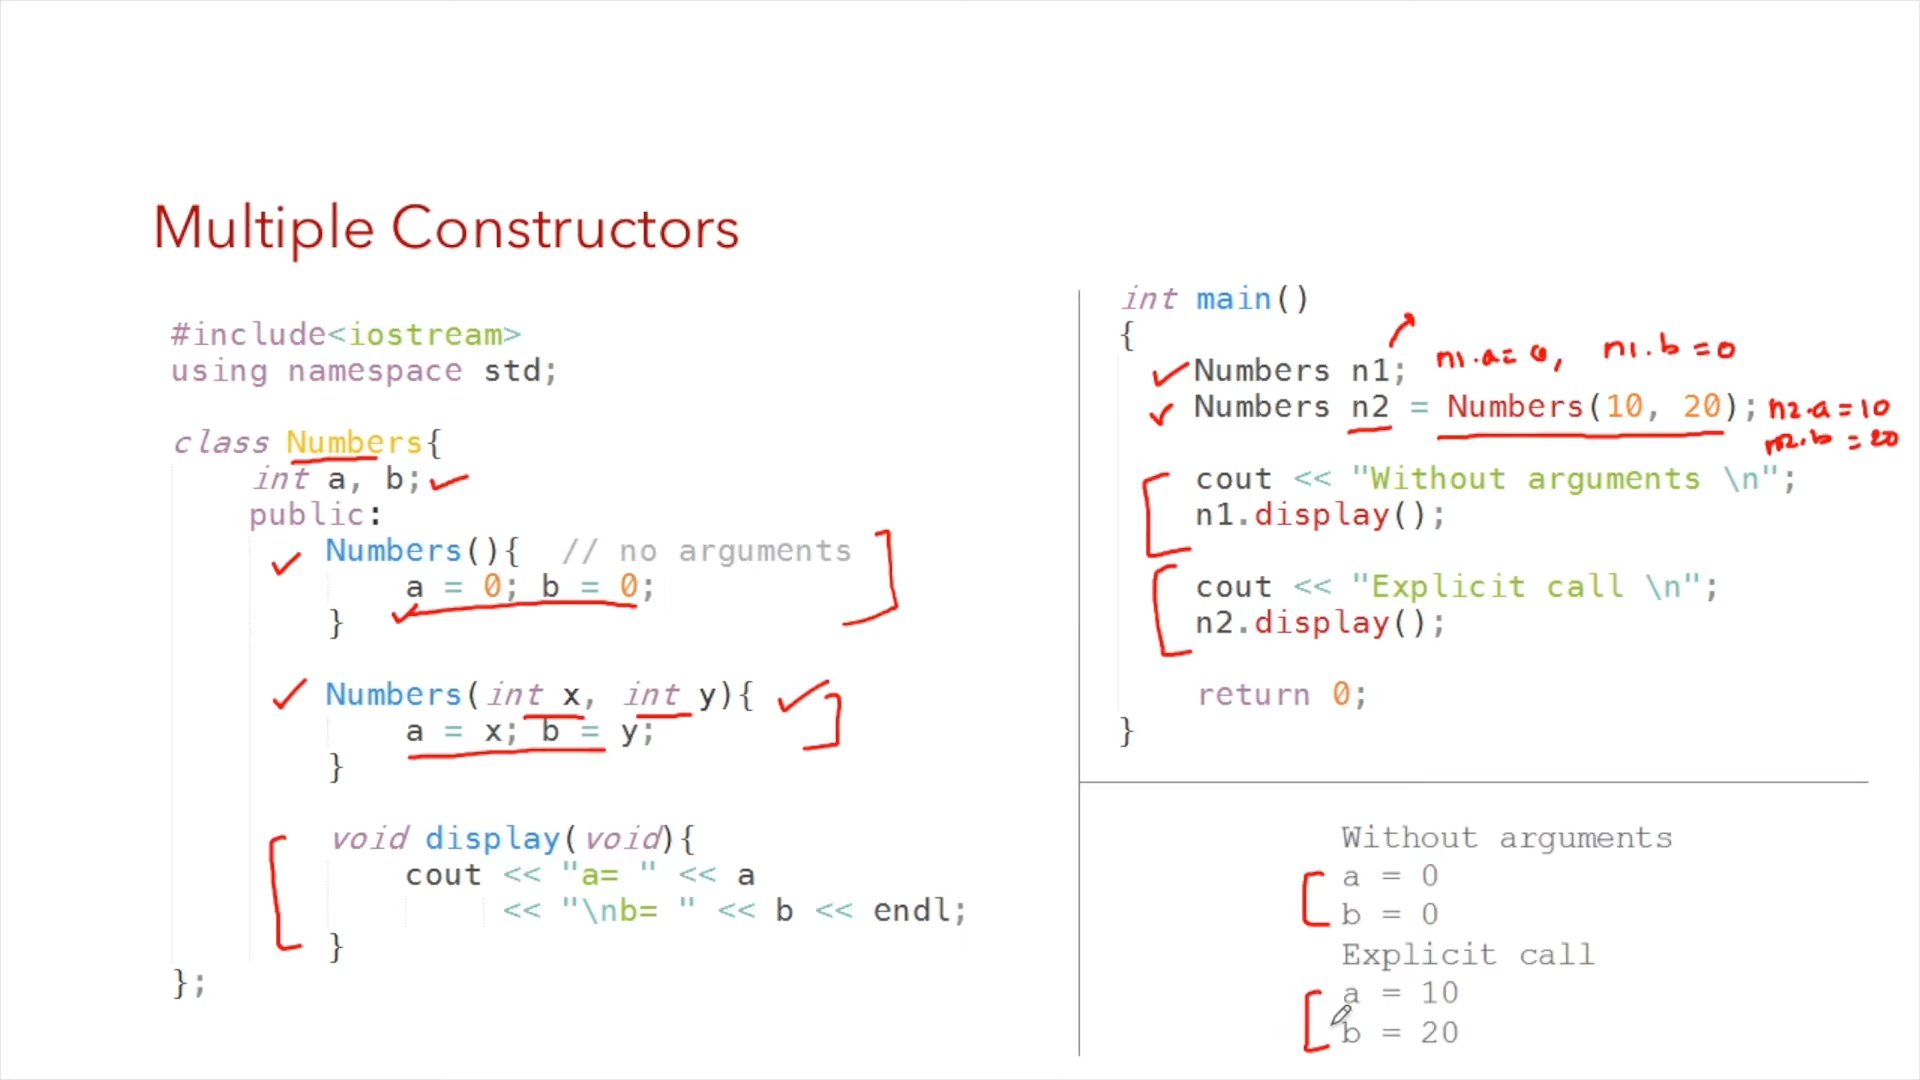 Multiple Constructors
#include<iostream>
using namespace std;
class Numbers{
int a, b;
public:
Numbers(){ // no arguments
a = 0; b = 0;
}
Numbers(int x, int y){
a = x; b = y;
}
void display(void){
cout << "a= " << a
<< "\nb= " << b << endl;
}
};
int main()
{
Numbers n1; n1.a=0, n1.b=0
Numbers n2 = Numbers(10, 20); n2.a=10
n2.b=20
cout << "Without arguments \n";
n1.display();
cout << "Explicit call \n";
n2.display();
return 0;
}
Without arguments
a = 0
b = 0
Explicit call
a = 10
b = 20